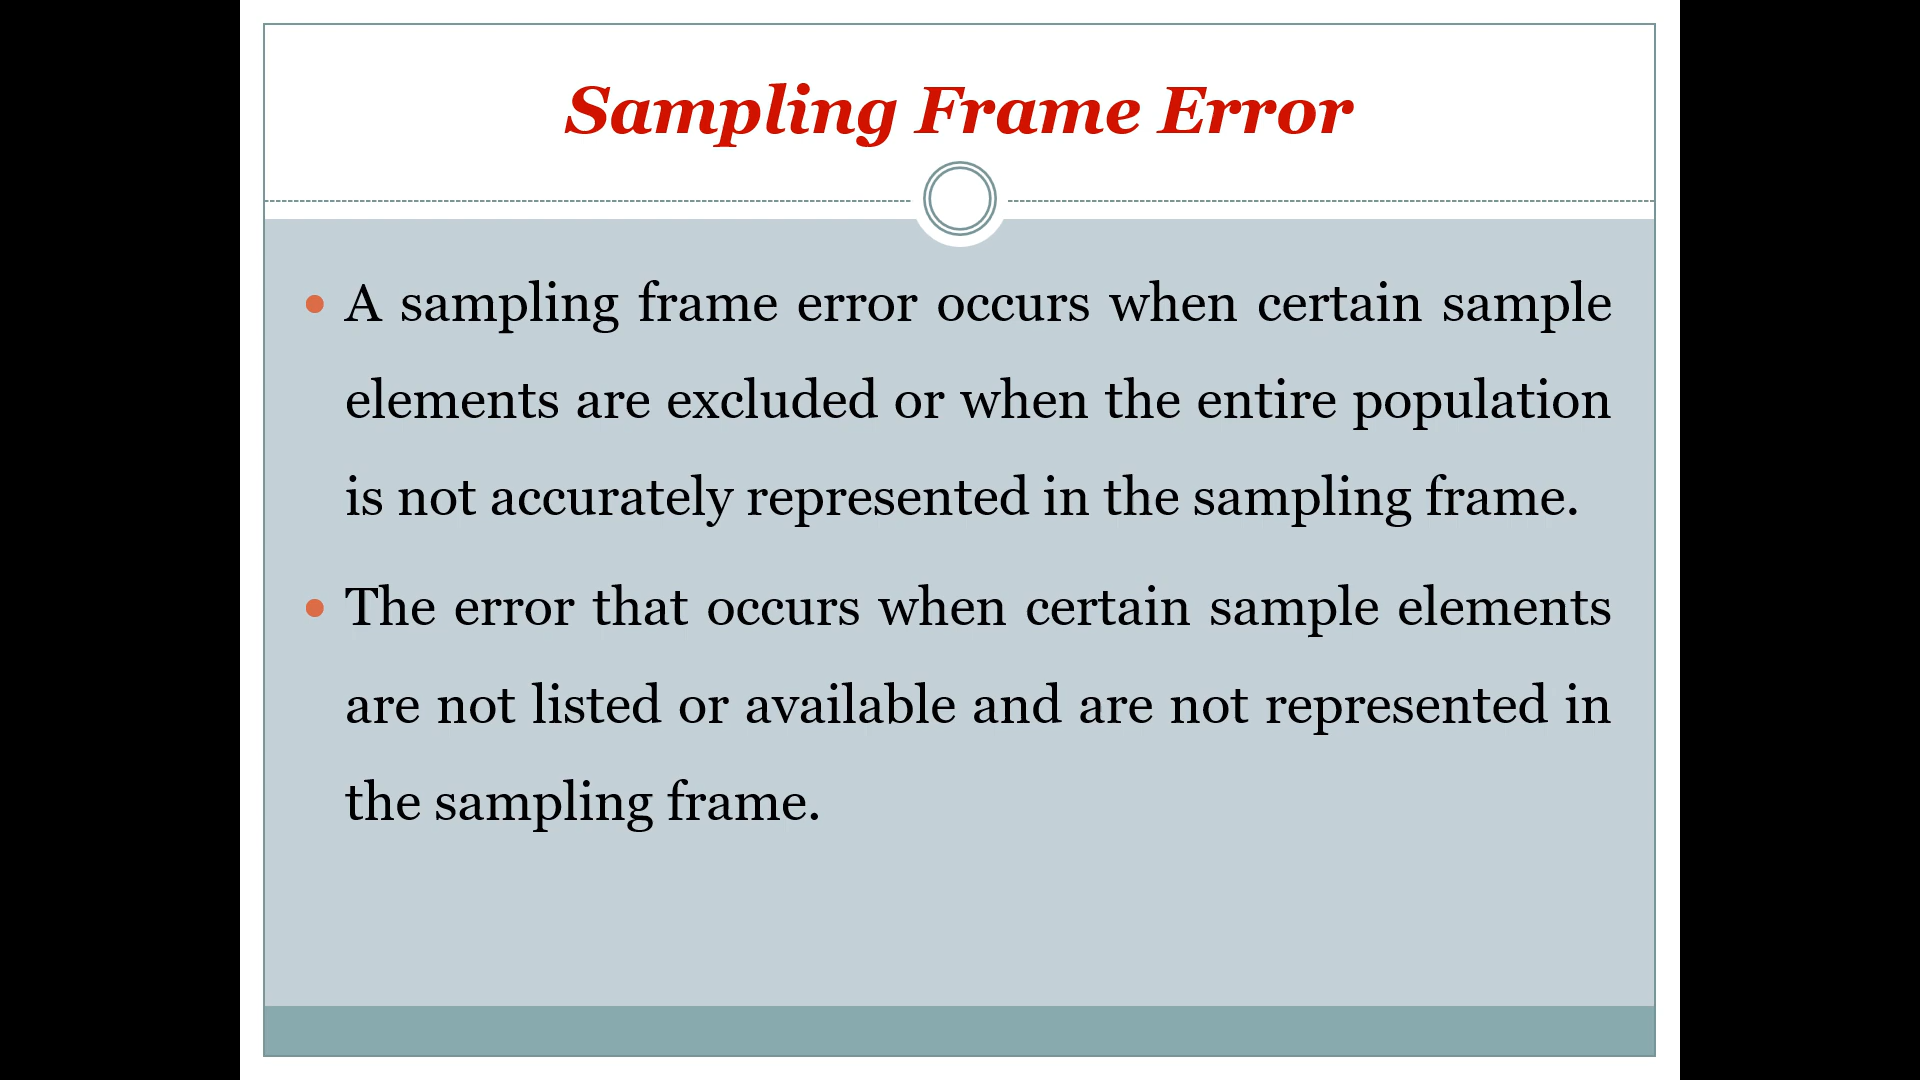 Sampling Frame Error
• A sampling frame error occurs when certain sample
elements are excluded or when the entire population
is not accurately represented in the sampling frame.
• The error that occurs when certain sample elements
are not listed or available and are not represented in
the sampling frame.